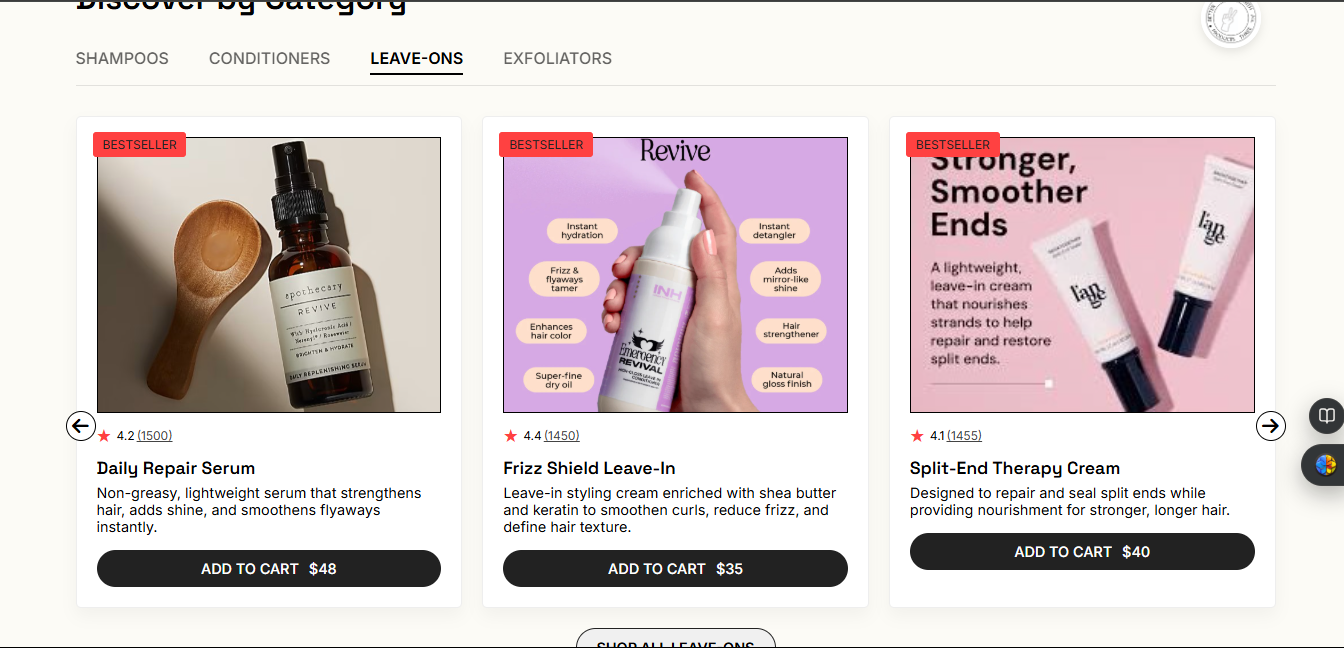 Discover by Category
SHAMPOOS
CONDITIONERS
LEAVE-ONS
EXFOLIATORS
BESTSELLER
apothecary
REVIVE
With Hyaluronic Acid /
BRIGHTEN & HYDRATE
DAILY REPLENISHING SERUM
4.2 (1500)
Daily Repair Serum
Non-greasy, lightweight serum that strengthens
hair, adds shine, and smoothens flyaways
instantly.
ADD TO CART $48
BESTSELLER
Revive
Instant
hydration
Instant
detangler
Frizz &
flyaways
tamer
Adds
mirror-like
shine
Enhances
hair color
Hair
strengthener
Super-fine
dry oil
Natural
gloss finish
INH
Emergency
REVIVAL
4.4 (1450)
Frizz Shield Leave-In
Leave-in styling cream enriched with shea butter
and keratin to smoothen curls, reduce frizz, and
define hair texture.
ADD TO CART $35
BESTSELLER
Stronger,
Smoother
Ends
A lightweight,
leave-in cream
that nourishes
strands to help
repair and restore
split ends.
l'an
ge
l'an
ge
4.1 (1455)
Split-End Therapy Cream
Designed to repair and seal split ends while
providing nourishment for stronger, longer hair.
ADD TO CART $40
SHOP ALL LEAVE-ONS